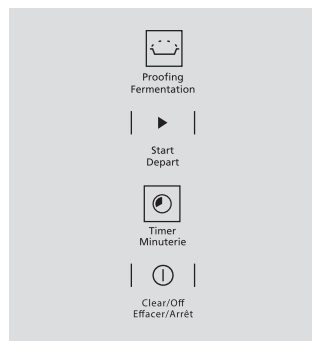 Proofing
Fermentation
Start
Depart
Timer
Minuterie
Clear/Off
Effacer/Arrêt